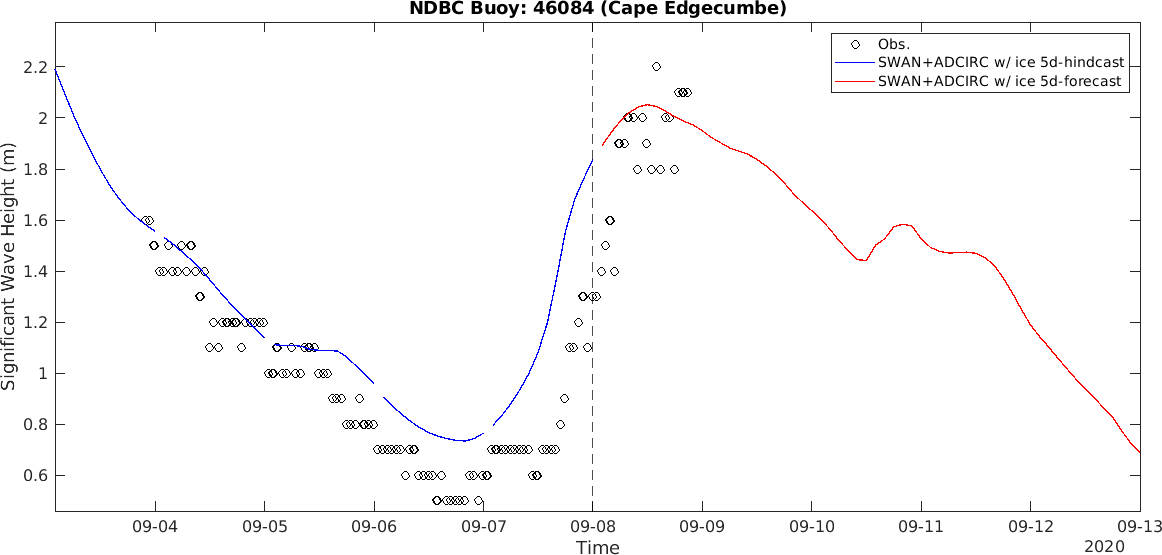 NDBC Buoy: 46084 (Cape Edgecumbe)
Obs.
SWAN+ADCIRC w/ ice 5d-hindcast
SWAN+ADCIRC w/ ice 5d-forecast
Significant Wave Height (m)
2.2
2
1.8
1.6
1.4
1.2
1
0.8
0.6
09-04 09-05 09-06 09-07 09-08 09-09 09-10 09-11 09-12 09-13
Time
2020